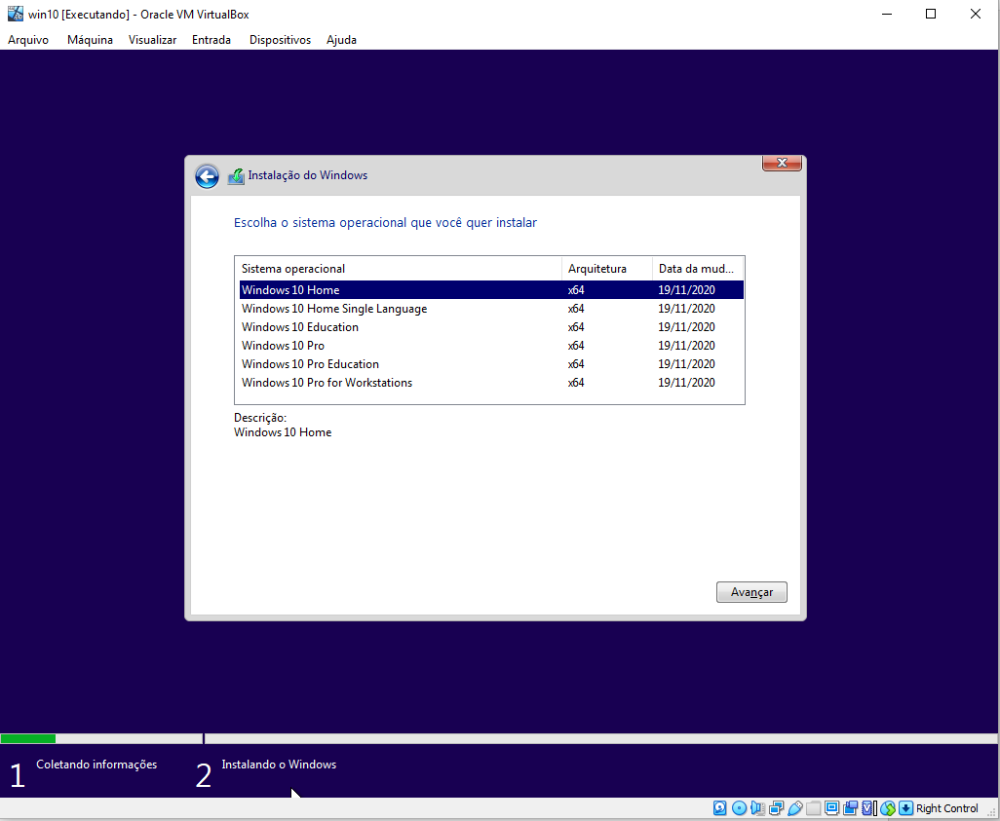 win10 [Executando] - Oracle VM VirtualBox
Arquivo Máquina Visualizar Entrada Dispositivos Ajuda
Instalação do Windows
Escolha o sistema operacional que você quer instalar
Sistema operacional Arquitetura Data da mud...
Windows 10 Home x64 19/11/2020
Windows 10 Home Single Language x64 19/11/2020
Windows 10 Education x64 19/11/2020
Windows 10 Pro x64 19/11/2020
Windows 10 Pro Education x64 19/11/2020
Windows 10 Pro for Workstations x64 19/11/2020
Descrição:
Windows 10 Home
Avançar
1 Coletando informações 2 Instalando o Windows
Right Control